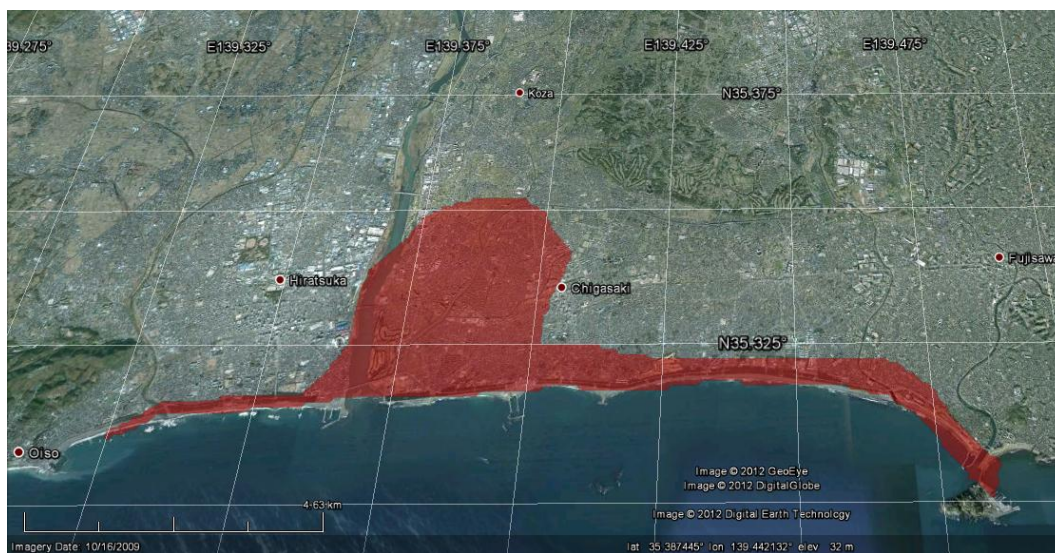 39.275° E139.325° E139.375° E139.425° E139.475°
Koza
N35.375°
Fujisawa
Hiratsuka
Chigasaki
N35.325°
Oiso
Image © 2012 GeoEye
Image © 2012 DigitalGlobe
4.63 km
Image © 2012 Digital Earth Technology
Imagery Date: 10/16/2009
lat 35.387445° lon 139.442132° elev 32 m